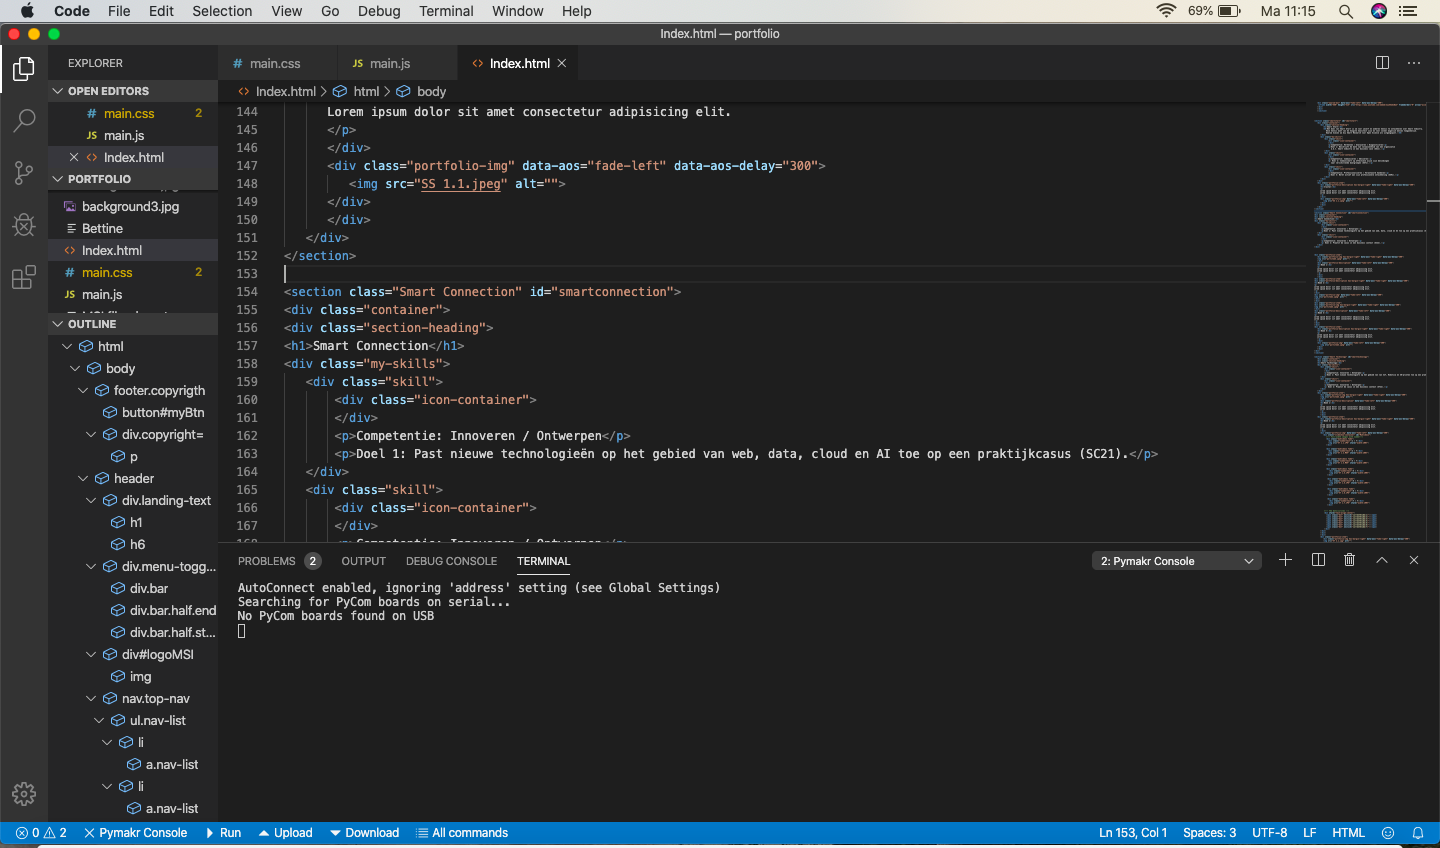 Code File Edit Selection View Go Debug Terminal Window Help 69% Ma 11:15
Index.html — portfolio
EXPLORER
OPEN EDITORS
# main.css 2
JS main.js
Index.html
PORTFOLIO
background3.jpg
Bettine
Index.html
# main.css 2
JS main.js
OUTLINE
html
body
footer.copyrigth
button#myBtn
div.copyright=
p
header
div.landing-text
h1
h6
div.menu-togg...
div.bar
div.bar.half.end
div.bar.half.st...
div#logoMSI
img
nav.top-nav
ul.nav-list
li
a.nav-list
li
a.nav-list
# main.css JS main.js Index.html
Index.html > html > body
144 Lorem ipsum dolor sit amet consectetur adipisicing elit.
145 </p>
146 </div>
147 <div class="portfolio-img" data-aos="fade-left" data-aos-delay="300">
148 <img src="SS 1.1.jpeg" alt="">
149 </div>
150 </div>
151 </div>
152 </section>
153
154 <section class="Smart Connection" id="smartconnection">
155 <div class="container">
156 <div class="section-heading">
157 <h1>Smart Connection</h1>
158 <div class="my-skills">
159 <div class="skill">
160 <div class="icon-container">
161 </div>
162 <p>Competentie: Innoveren / Ontwerpen</p>
163 <p>Doel 1: Past nieuwe technologieën op het gebied van web, data, cloud en AI toe op een praktijkcasus (SC21).</p>
164 </div>
165 <div class="skill">
166 <div class="icon-container">
167 </div>
168 <p>Competentie: Innoveren / Ontwerpen</p>
PROBLEMS 2 OUTPUT DEBUG CONSOLE TERMINAL 2: Pymakr Console
AutoConnect enabled, ignoring 'address' setting (see Global Settings)
Searching for PyCom boards on serial...
No PyCom boards found on USB
0 2 Pymakr Console Run Upload Download All commands Ln 153, Col 1 Spaces: 3 UTF-8 LF HTML